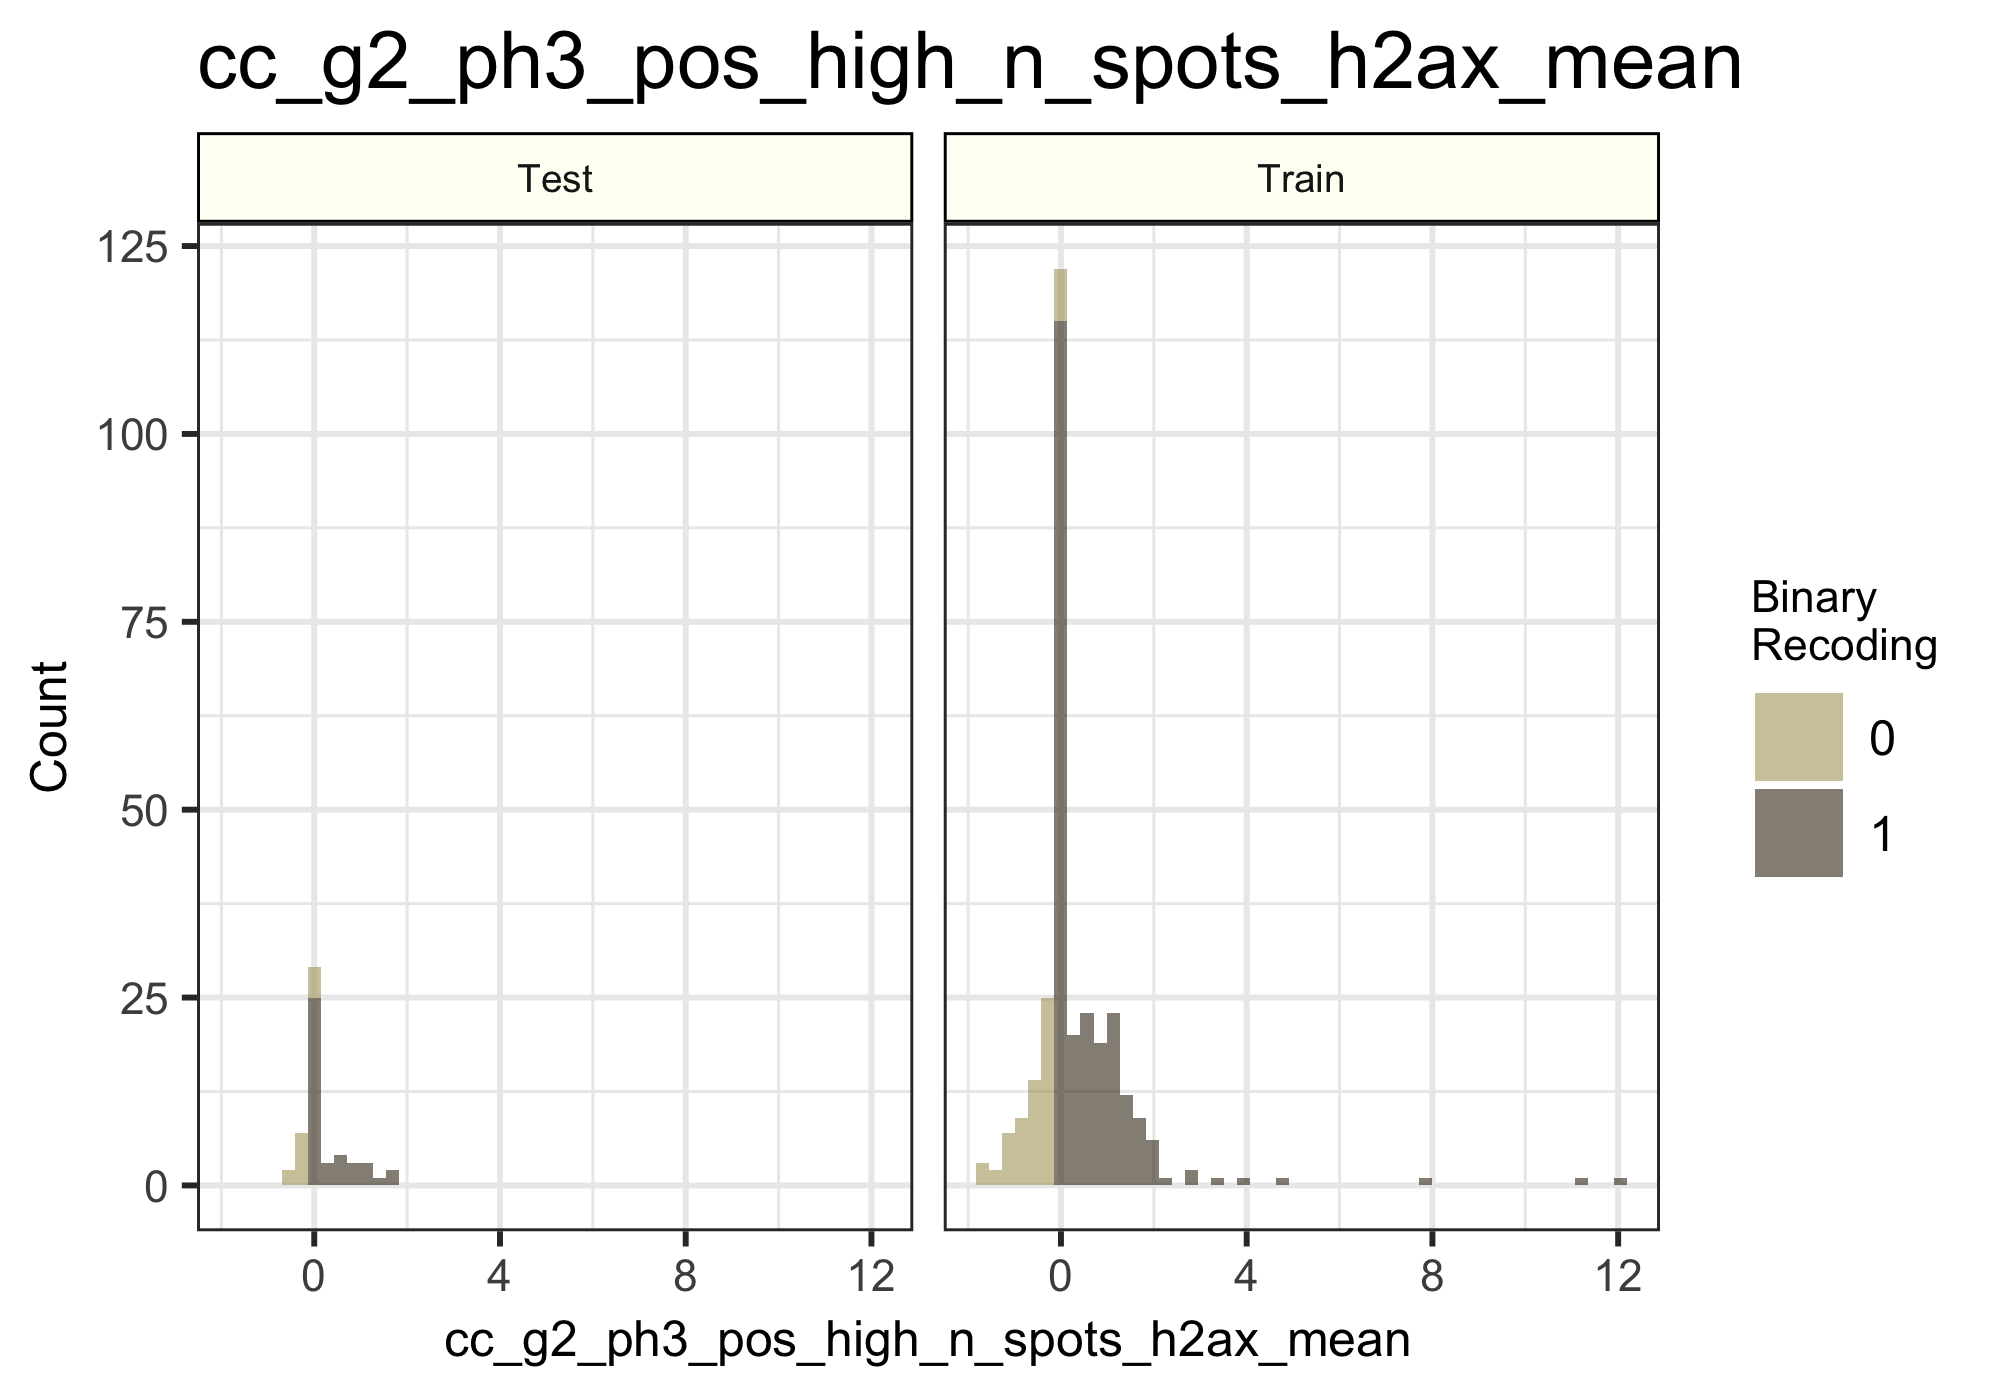 cc_g2_ph3_pos_high_n_spots_h2ax_mean
Test
Train
125
100
75
50
25
0
Count
0
4
8
12
0
4
8
12
cc_g2_ph3_pos_high_n_spots_h2ax_mean
Binary
Recoding
0
1